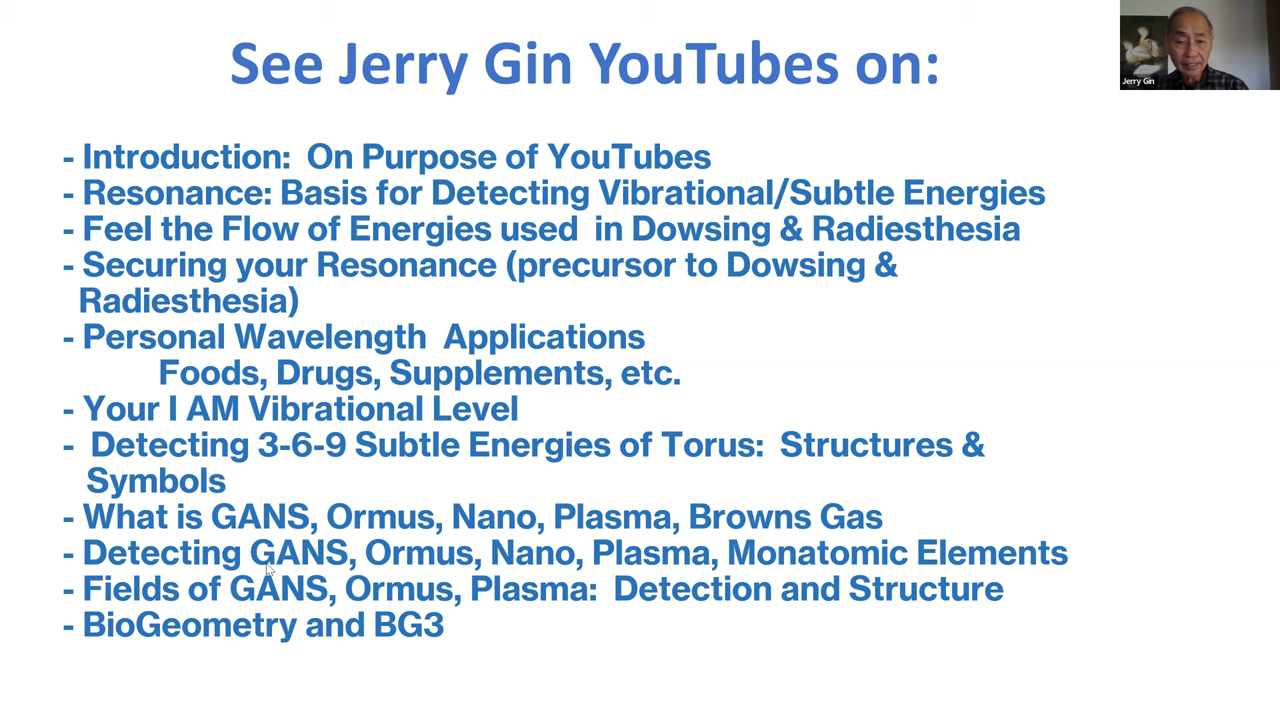 See Jerry Gin YouTubes on:
Jerry Gin
- Introduction:  On Purpose of YouTubes
- Resonance: Basis for Detecting Vibrational/Subtle Energies
- Feel the Flow of Energies used  in Dowsing & Radiesthesia
- Securing your Resonance (precursor to Dowsing &
Radiesthesia)
- Personal Wavelength  Applications
Foods, Drugs, Supplements, etc.
- Your I AM Vibrational Level
-  Detecting 3-6-9 Subtle Energies of Torus:  Structures &
Symbols
- What is GANS, Ormus, Nano, Plasma, Browns Gas
- Detecting GANS, Ormus, Nano, Plasma, Monatomic Elements
- Fields of GANS, Ormus, Plasma:  Detection and Structure
- BioGeometry and BG3